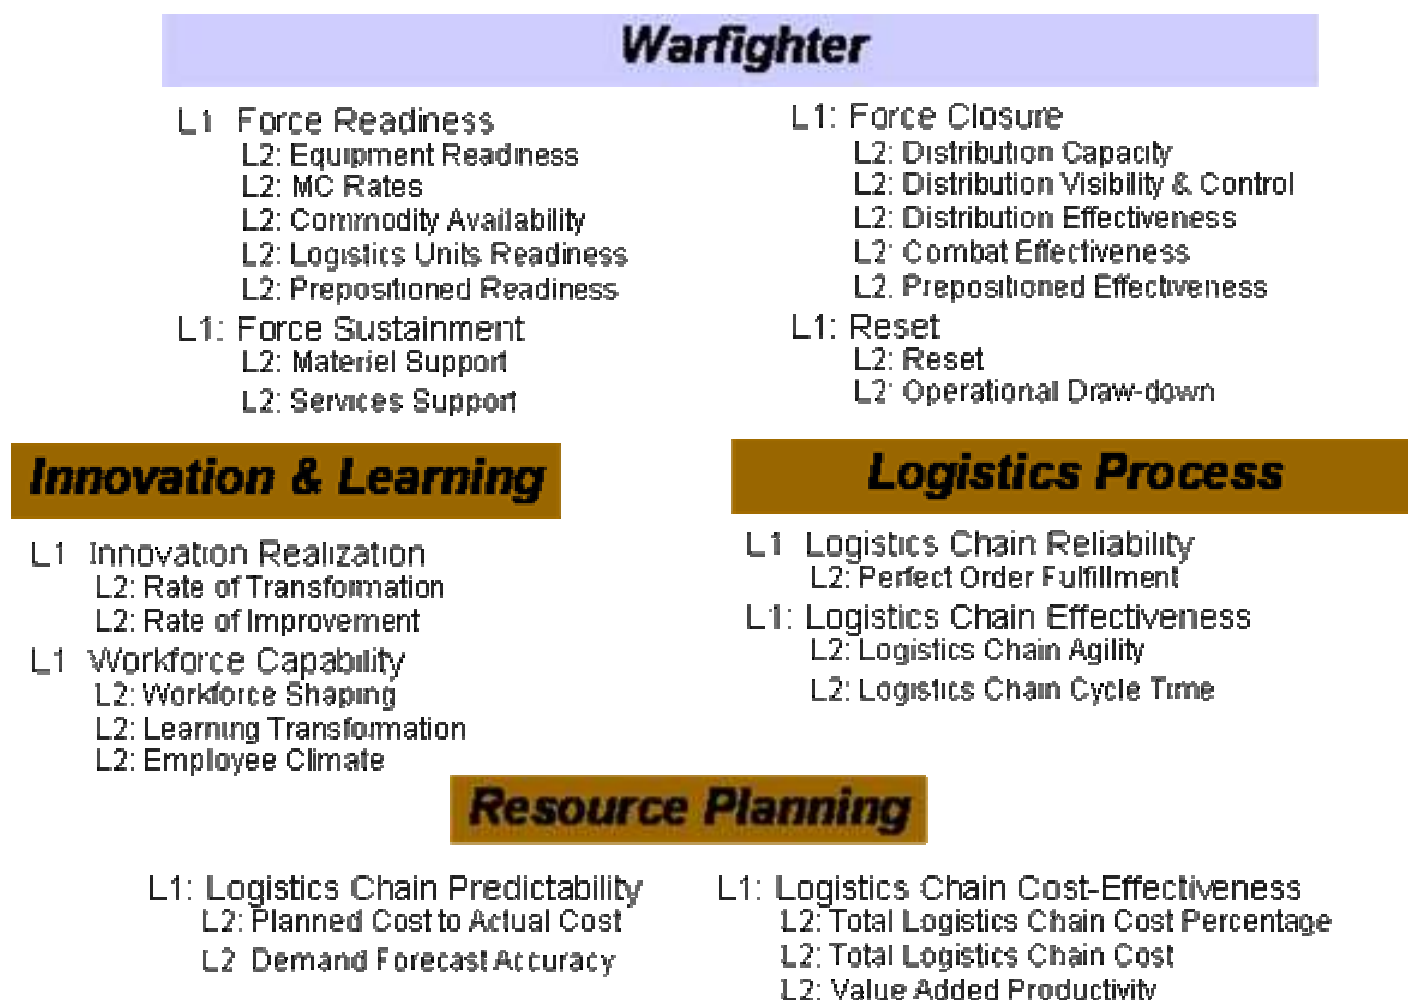 Warfighter
L1 Force Readiness
L2: Equipment Readiness
L2: MC Rates
L2: Commodity Availability
L2: Logistics Units Readiness
L2: Prepositioned Readiness
L1: Force Sustainment
L2: Materiel Support
L2: Services Support
L1: Force Closure
L2: Distribution Capacity
L2: Distribution Visibility & Control
L2: Distribution Effectiveness
L2: Combat Effectiveness
L2. Prepositioned Effectiveness
L1: Reset
L2: Reset
L2: Operational Draw-down
Innovation & Learning
L1 Innovation Realization
L2: Rate of Transformation
L2: Rate of Improvement
L1 Workforce Capability
L2: Workforce Shaping
L2: Learning Transformation
L2: Employee Climate
Logistics Process
L1 Logistics Chain Reliability
L2: Perfect Order Fulfillment
L1: Logistics Chain Effectiveness
L2: Logistics Chain Agility
L2: Logistics Chain Cycle Time
Resource Planning
L1: Logistics Chain Predictability
L2: Planned Cost to Actual Cost
L2 Demand Forecast Accuracy
L1: Logistics Chain Cost-Effectiveness
L2: Total Logistics Chain Cost Percentage
L2: Total Logistics Chain Cost
L2: Value Added Productivity